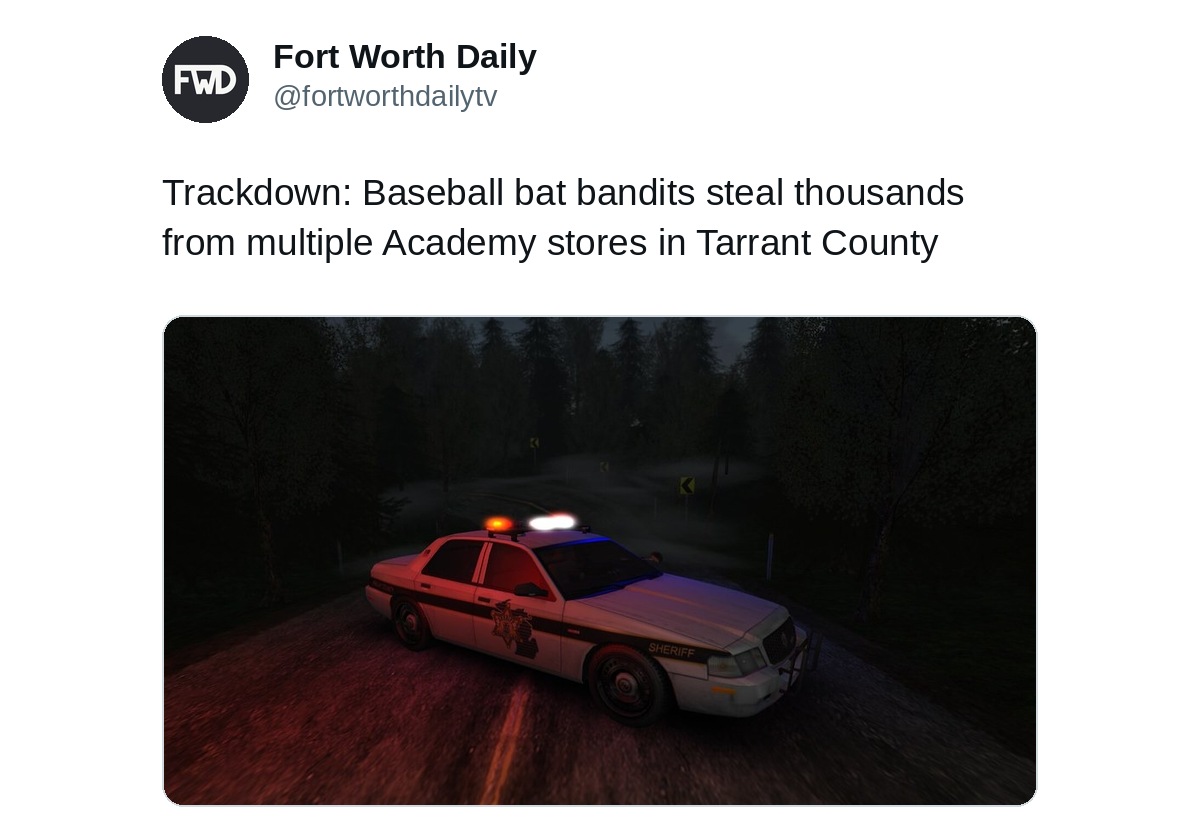 FWD
Fort Worth Daily
@fortworthdailytv
Trackdown: Baseball bat bandits steal thousands
from multiple Academy stores in Tarrant County
SHERIFF